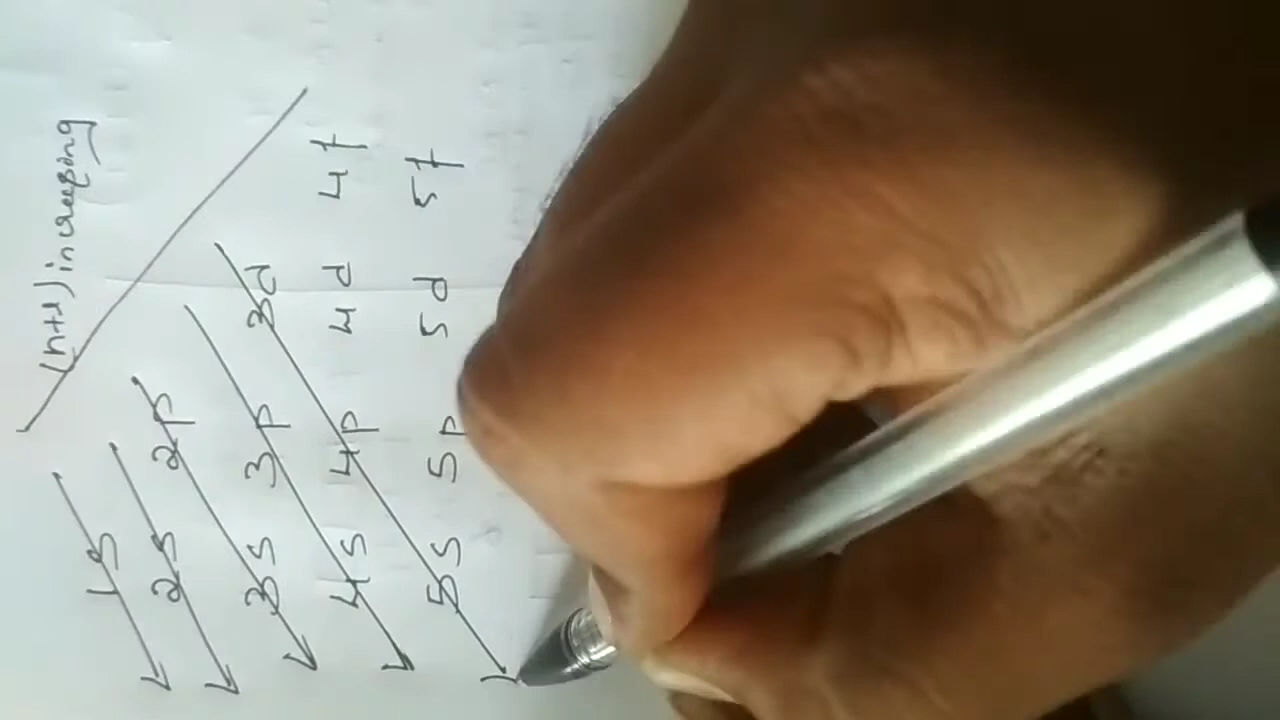 (n+l) increasing
1s
2s 2p
3s 3p 3d
4s 4p 4d 4f
5s 5p 5d 5f